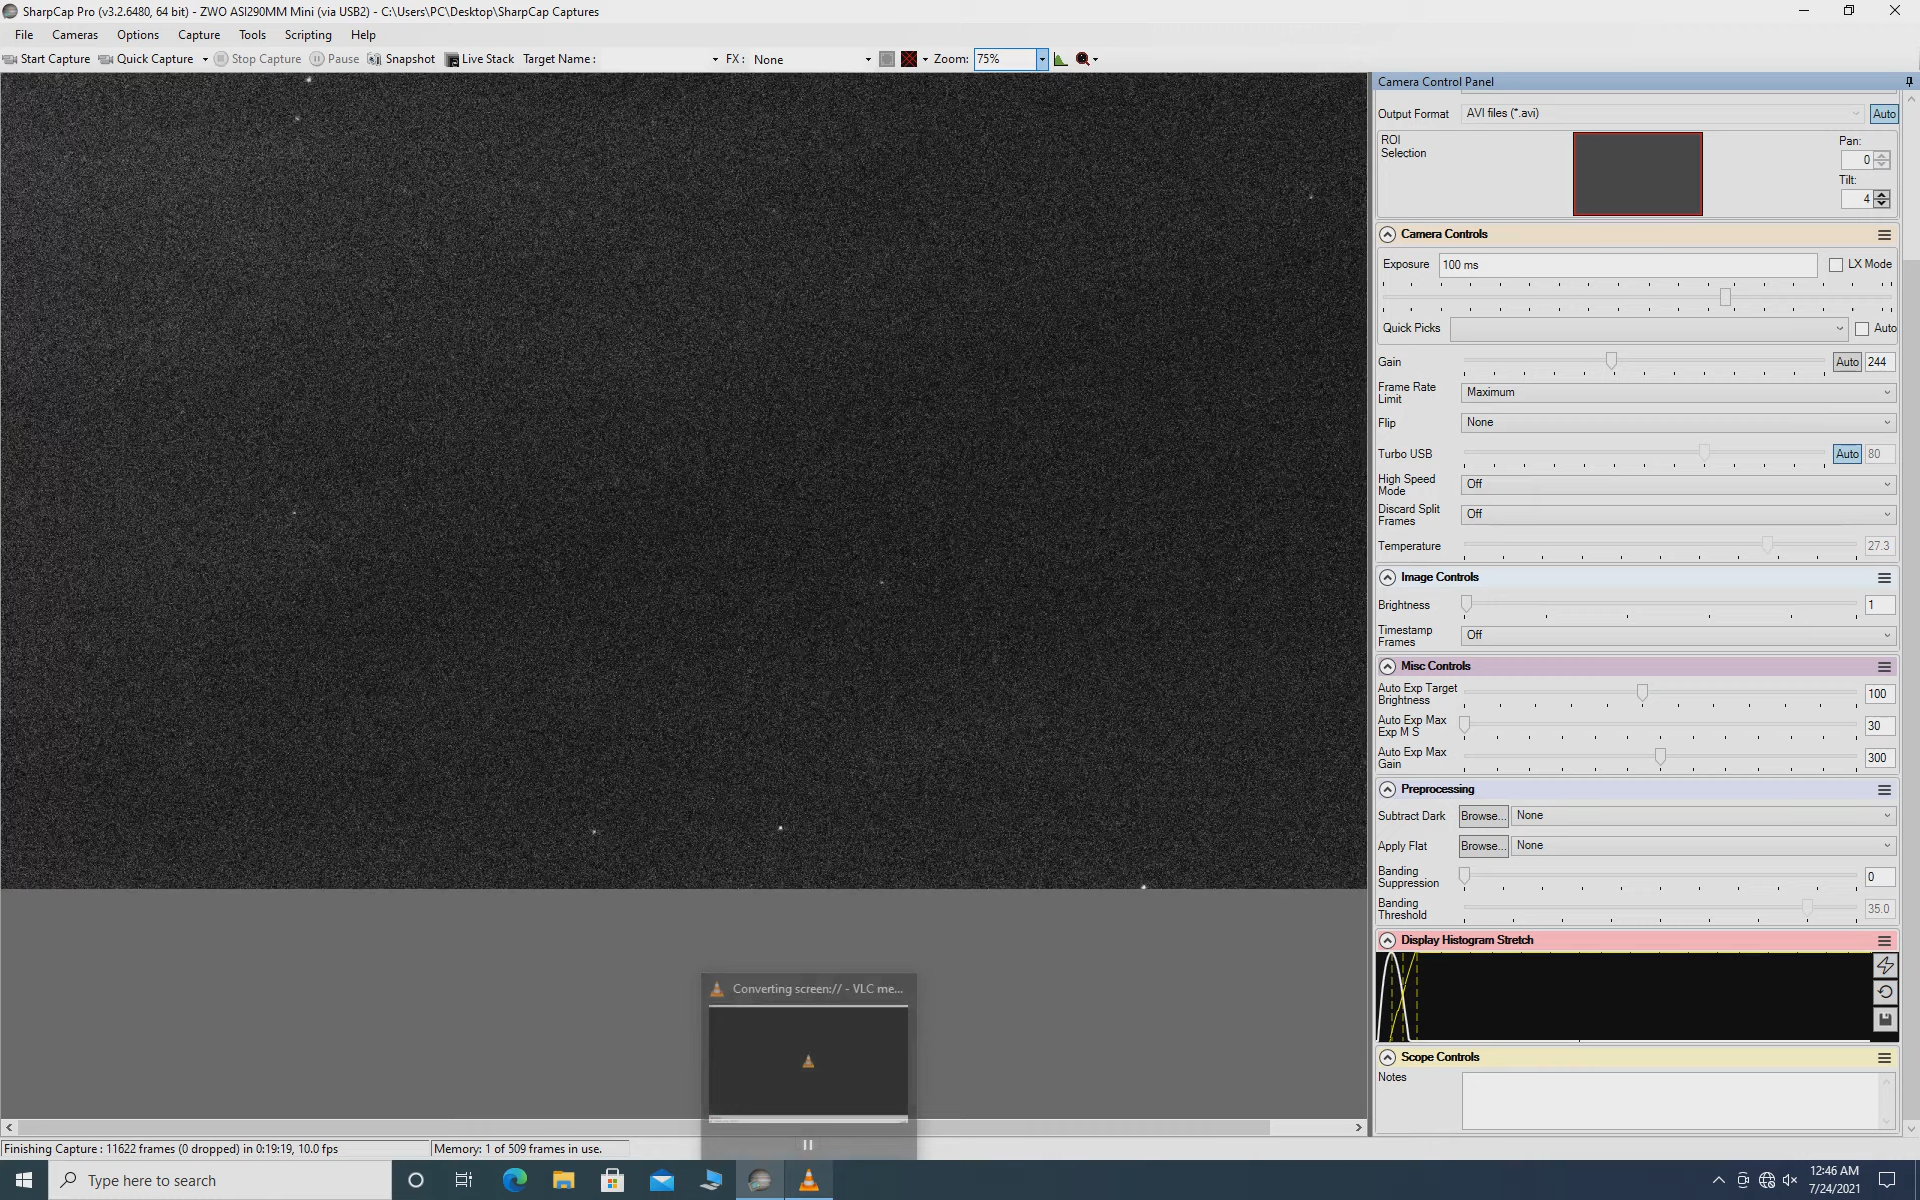 SharpCap Pro (v3.2.6480, 64 bit) - ZWO ASI290MM Mini (via USB2) - C:\Users\PC\Desktop\SharpCap Captures
File Cameras Options Capture Tools Scripting Help
Start Capture Quick Capture Stop Capture Pause Snapshot Live Stack Target Name : FX : None Zoom: 75%
Camera Control Panel
Output Format AVI files (*.avi) Auto
ROI Selection
Pan:
0
Tilt:
4
Camera Controls
Exposure 100 ms LX Mode
Quick Picks Auto
Gain Auto 244
Frame Rate Limit Maximum
Flip None
Turbo USB Auto 80
High Speed Mode Off
Discard Split Frames Off
Temperature 27.3
Image Controls
Brightness 1
Timestamp Frames Off
Misc Controls
Auto Exp Target Brightness 100
Auto Exp Max Exp M S 30
Auto Exp Max Gain 300
Preprocessing
Subtract Dark Browse... None
Apply Flat Browse... None
Banding Suppression 0
Banding Threshold 35.0
Display Histogram Stretch
Scope Controls
Notes
Converting screen:// - VLC me...
Finishing Capture : 11622 frames (0 dropped) in 0:19:19, 10.0 fps Memory: 1 of 509 frames in use.
Type here to search
12:46 AM
7/24/2021